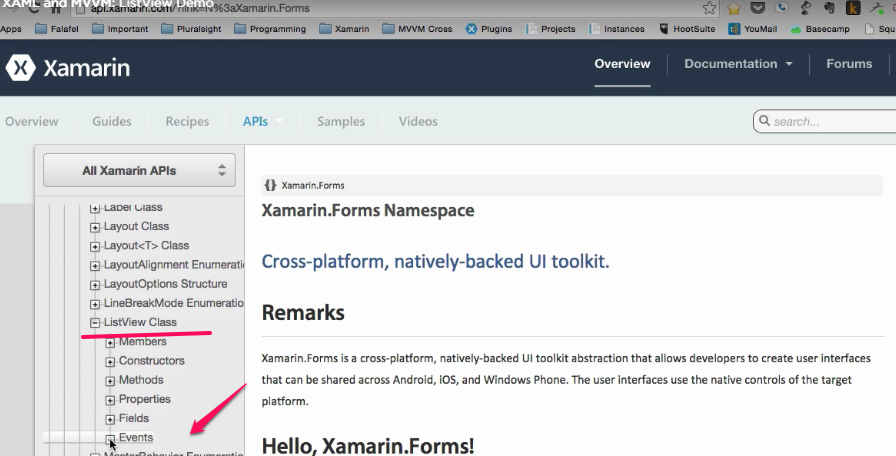 XAML and MVVM: ListView Demo
api.xamarin.com/?link=N%3aXamarin.Forms
Apps Falafel Important Pluralsight Programming Xamarin MVVM Cross Plugins Projects Instances HootSuite YouMail Basecamp Squ
Xamarin
Overview Documentation Forums
Overview Guides Recipes APIs Samples Videos search...
All Xamarin APIs
Label Class
Layout Class
Layout<T> Class
LayoutAlignment Enumerati
LayoutOptions Structure
LineBreakMode Enumeratio
ListView Class
Members
Constructors
Methods
Properties
Fields
Events
MasterBehavior Enumeratio
{} Xamarin.Forms
Xamarin.Forms Namespace
Cross-platform, natively-backed UI toolkit.
Remarks
Xamarin.Forms is a cross-platform, natively-backed UI toolkit abstraction that allows developers to create user interfaces
that can be shared across Android, iOS, and Windows Phone. The user interfaces use the native controls of the target
platform.
Hello, Xamarin.Forms!